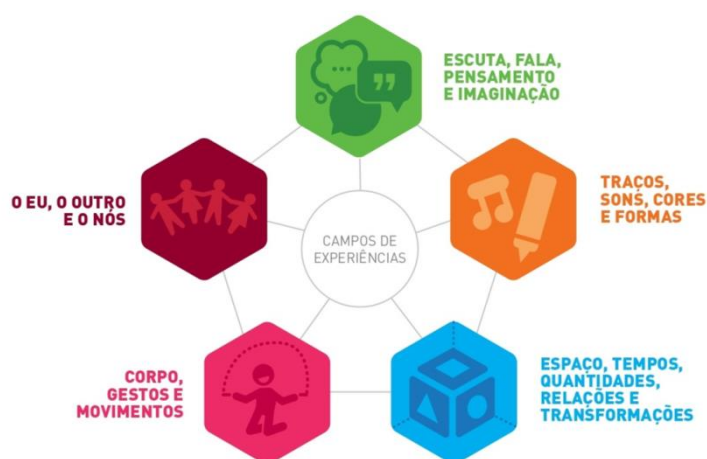 ESCUTA, FALA,
PENSAMENTO
E IMAGINAÇÃO
O EU, O OUTRO
E O NÓS
TRAÇOS,
SONS, CORES
E FORMAS
CAMPOS DE
EXPERIÊNCIAS
CORPO,
GESTOS E
MOVIMENTOS
ESPAÇO, TEMPOS,
QUANTIDADES,
RELAÇÕES E
TRANSFORMAÇÕES